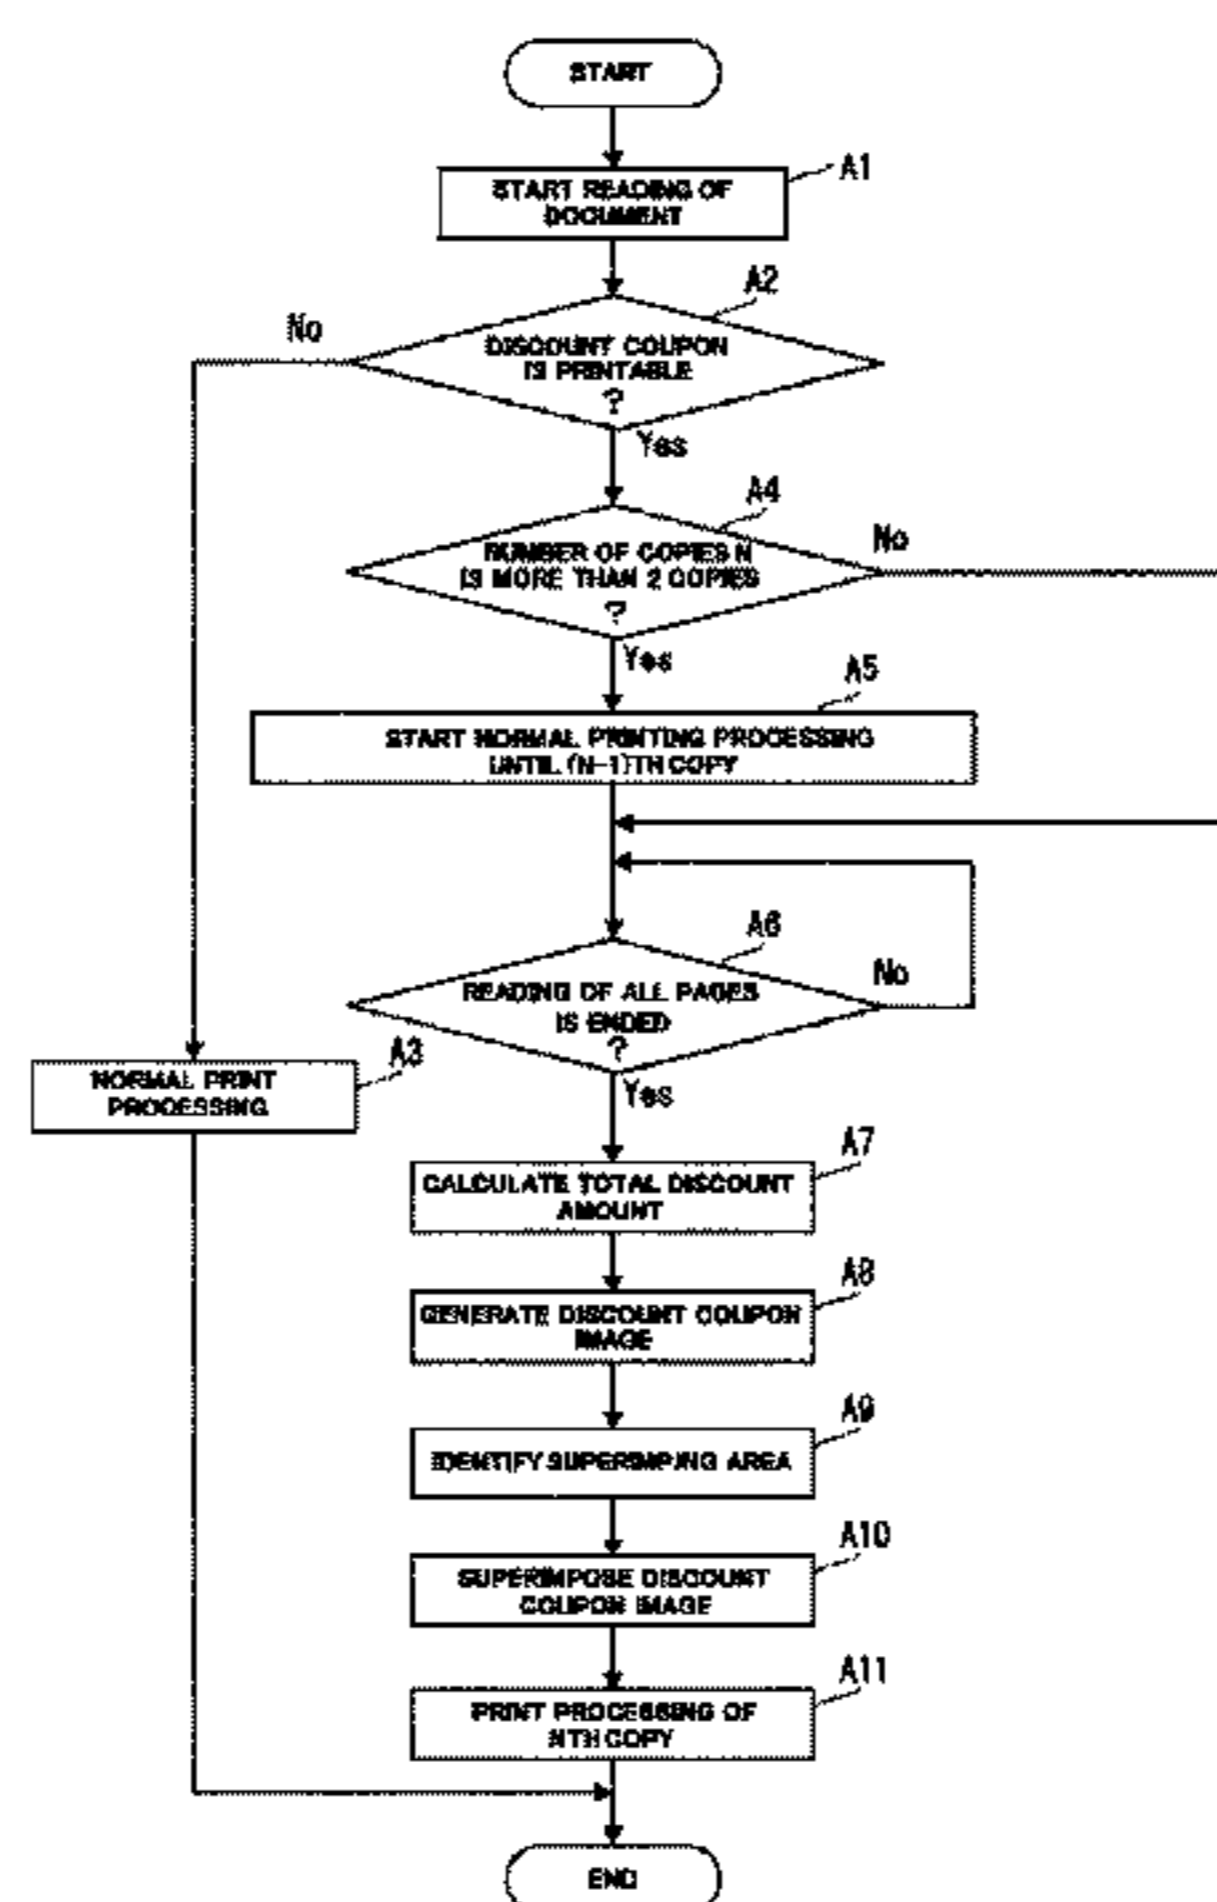 START
A1
START READING OF
DOCUMENT
A2
No
DISCOUNT COUPON
IS PRINTABLE
?
Yes
A4
No
NUMBER OF COPIES N
IS MORE THAN 2 COPIES
?
Yes
A5
START NORMAL PRINTING PROCESSING
UNTIL (N-1)TH COPY
A6
No
READING OF ALL PAGES
IS ENDED
?
Yes
A3
NORMAL PRINT
PROCESSING
A7
CALCULATE TOTAL DISCOUNT
AMOUNT
A8
GENERATE DISCOUNT COUPON
IMAGE
A9
IDENTIFY SUPERIMPING AREA
A10
SUPERIMPOSE DISCOUNT
COUPON IMAGE
A11
PRINT PROCESSING OF
NTH COPY
END